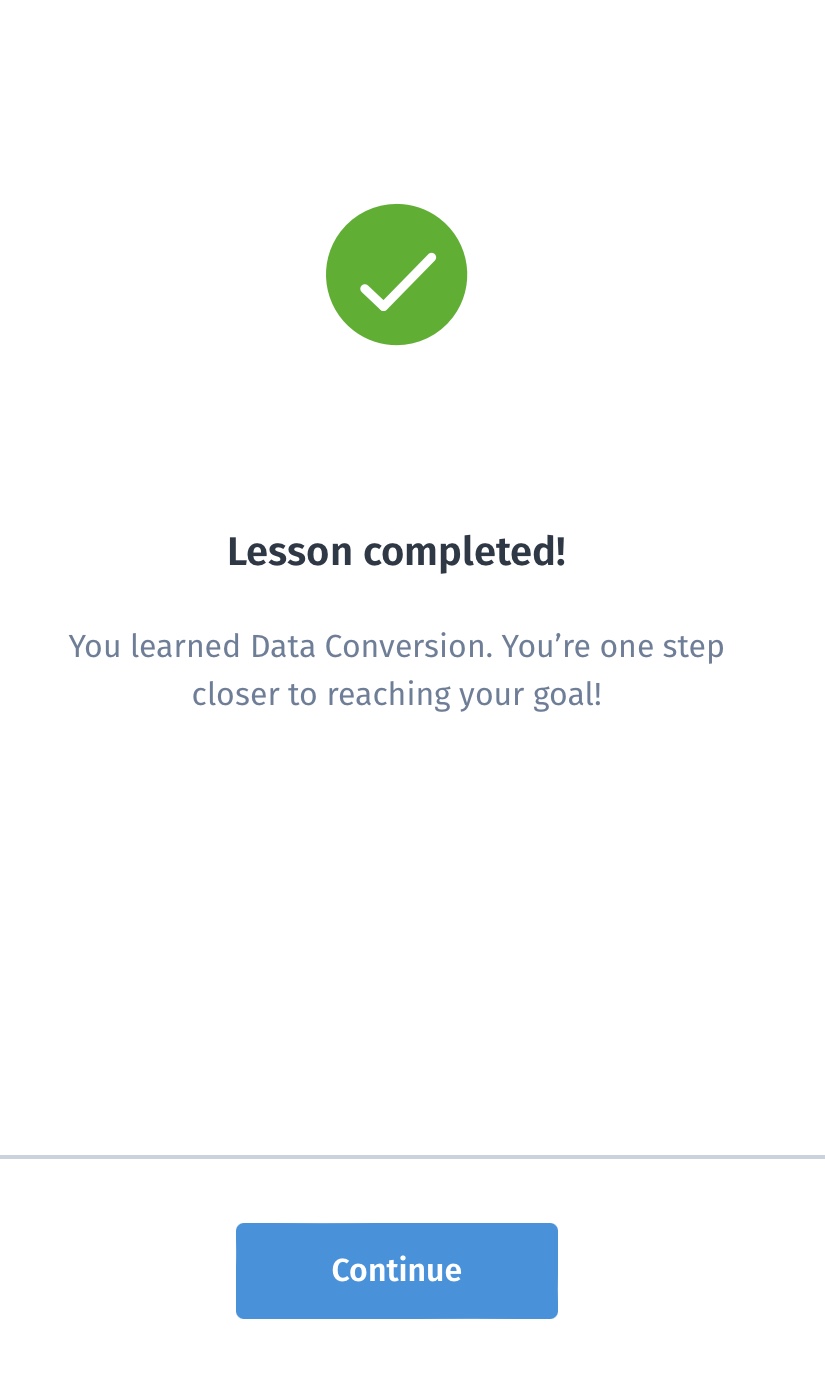 Lesson completed!
You learned Data Conversion. You’re one step
closer to reaching your goal!
Continue